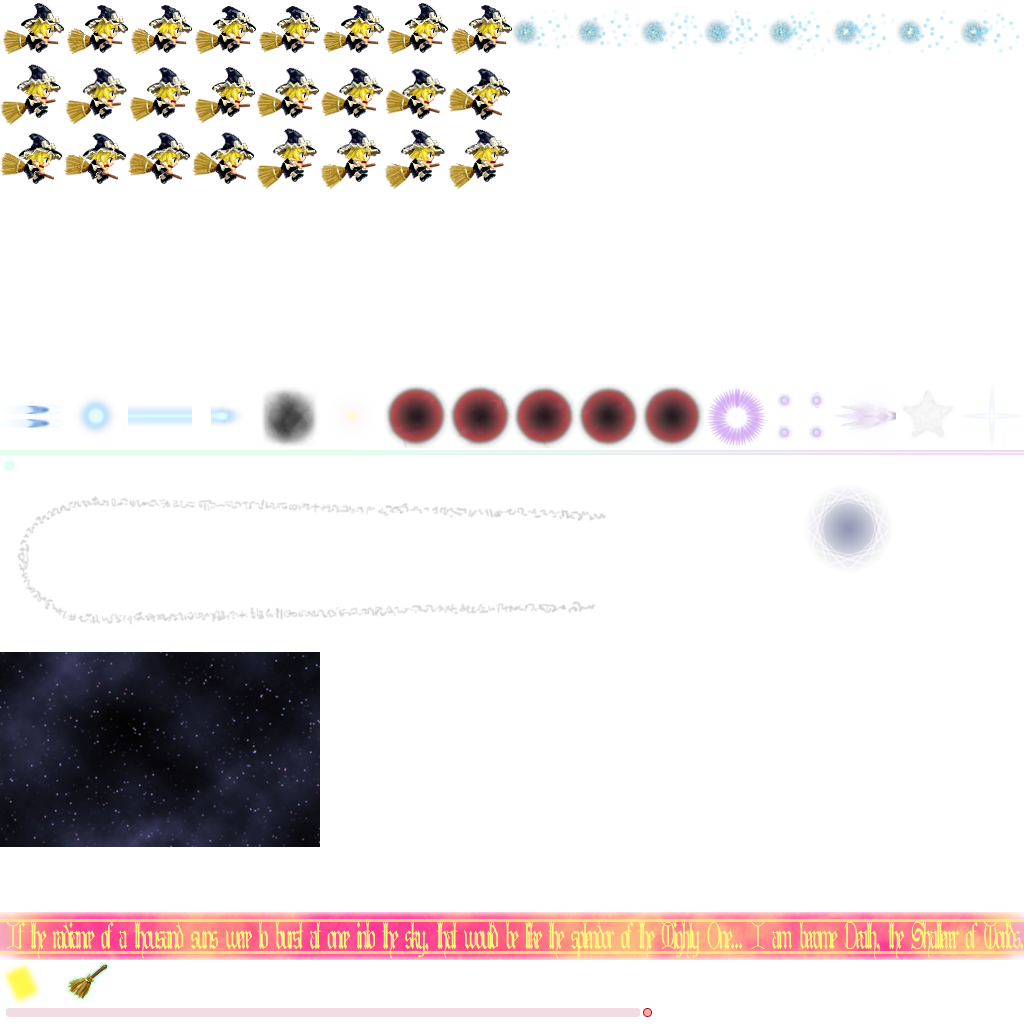 If the radiance of a thousand suns were to burst at once into the sky, that would be like the splendor of the Mighty One... I am become Death, the Shatterer of Worlds.